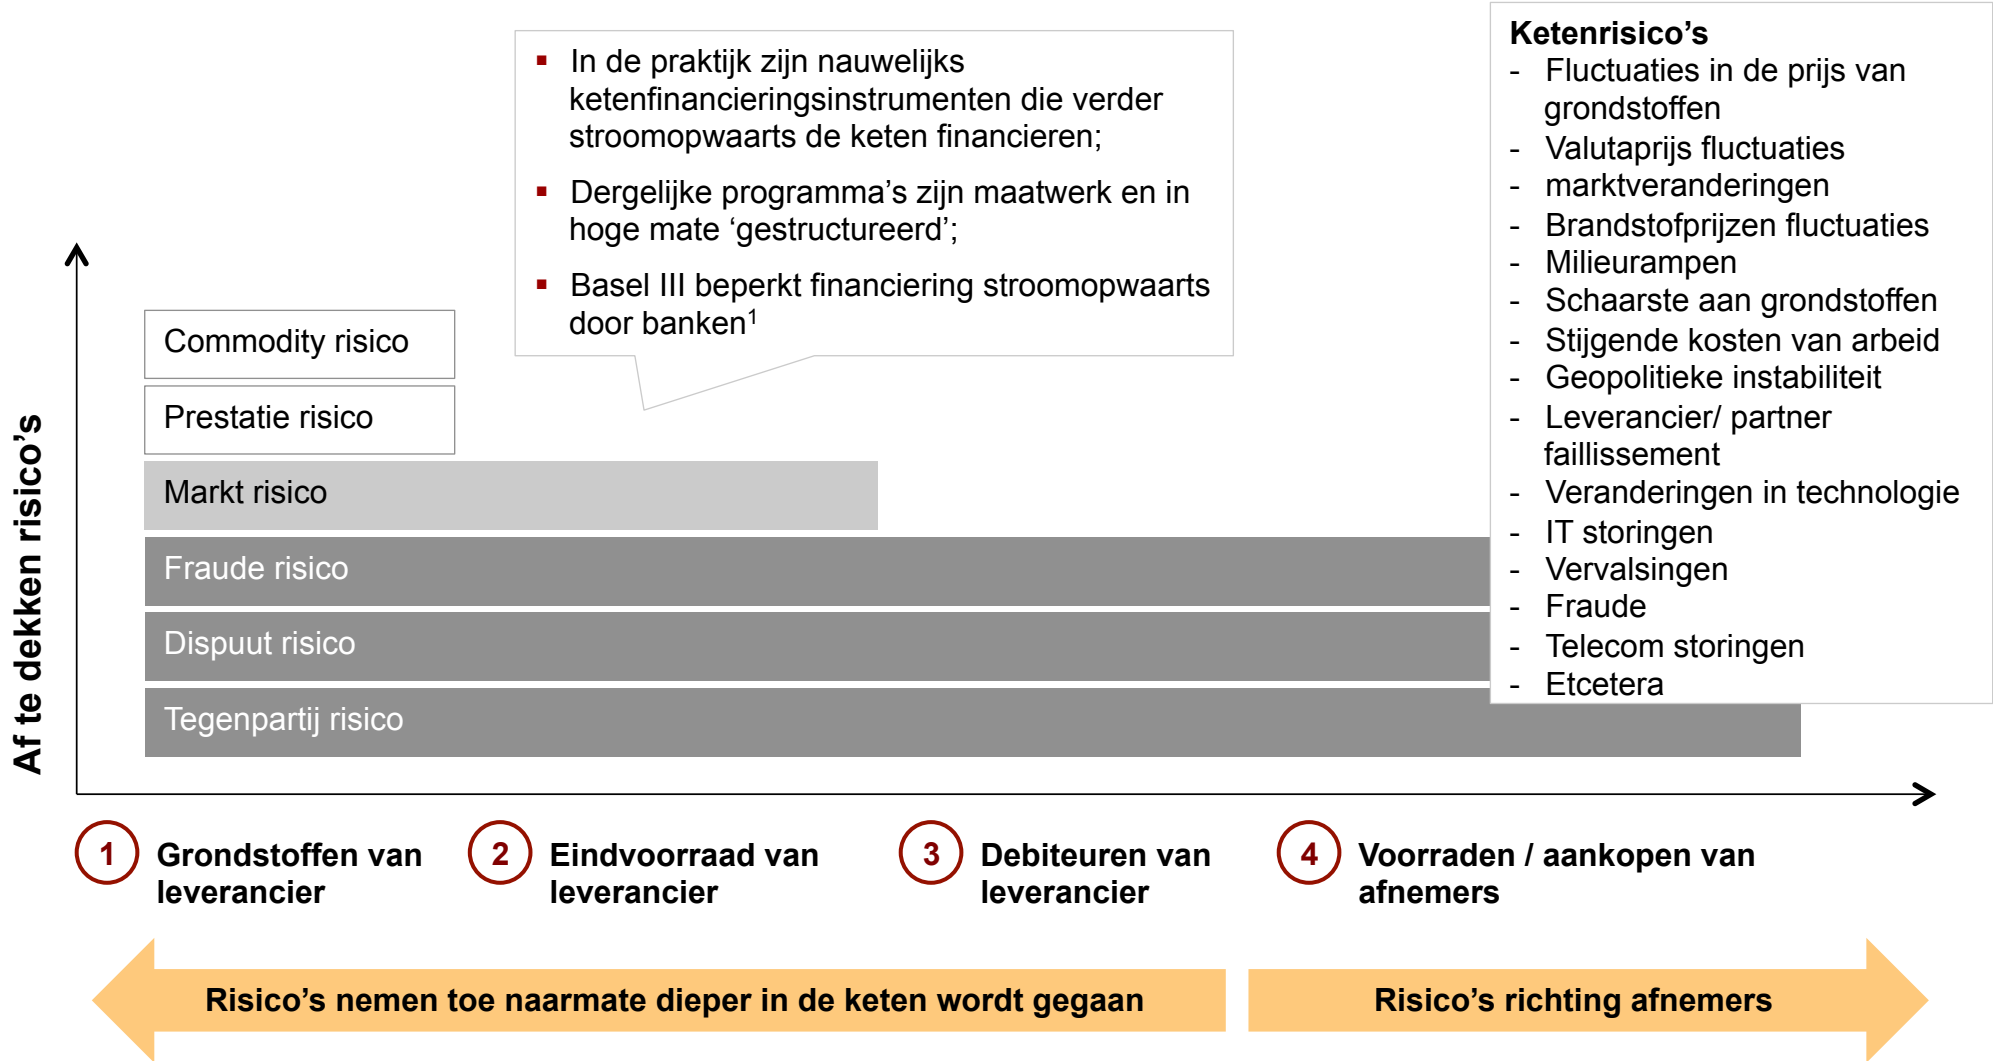 In de praktijk zijn nauwelijks
ketenfinancieringsinstrumenten die verder
stroomopwaarts de keten financieren;
Dergelijke programma’s zijn maatwerk en in
hoge mate ‘gestructureerd’;
Basel III beperkt financiering stroomopwaarts
door banken¹
Ketenrisico’s
- Fluctuaties in de prijs van
grondstoffen
- Valutaprijs fluctuaties
- marktveranderingen
- Brandstofprijzen fluctuaties
- Milieurampen
- Schaarste aan grondstoffen
- Stijgende kosten van arbeid
- Geopolitieke instabiliteit
- Leverancier/ partner
faillissement
- Veranderingen in technologie
- IT storingen
- Vervalsingen
- Fraude
- Telecom storingen
- Etcetera
Af te dekken risico’s
Commodity risico
Prestatie risico
Markt risico
Fraude risico
Dispuut risico
Tegenpartij risico
1 Grondstoffen van
leverancier
2 Eindvoorraad van
leverancier
3 Debiteuren van
leverancier
4 Voorraden / aankopen van
afnemers
Risico’s nemen toe naarmate dieper in de keten wordt gegaan
Risico’s richting afnemers